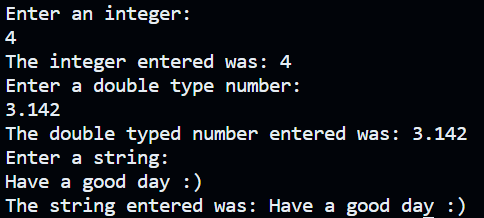 Enter an integer:
4
The integer entered was: 4
Enter a double type number:
3.142
The double typed number entered was: 3.142
Enter a string:
Have a good day :)
The string entered was: Have a good day :)